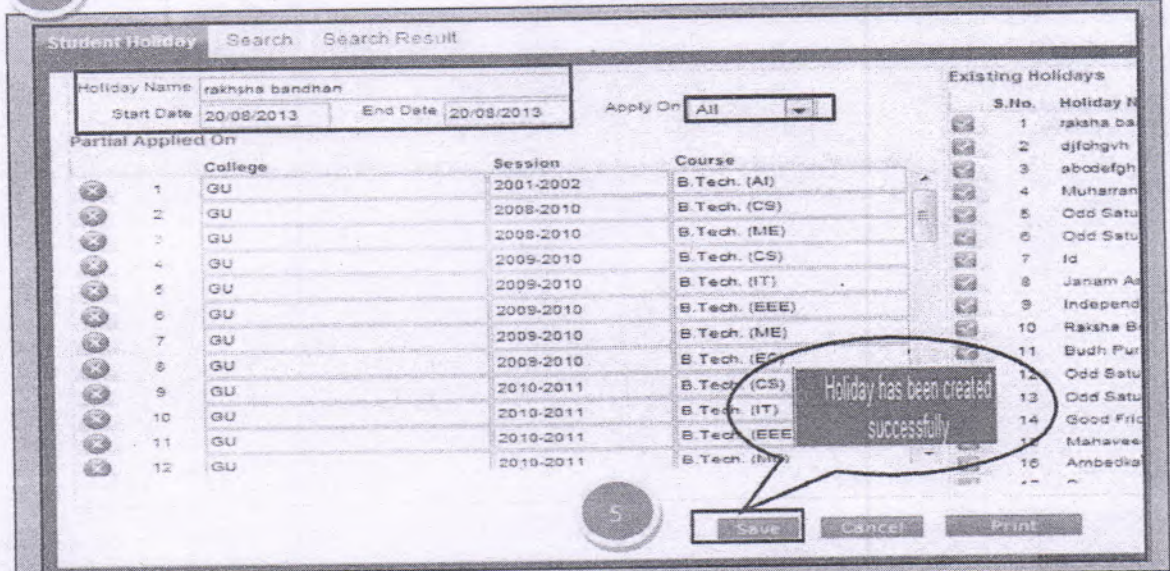 Student Holiday Search Search Result
Holiday Name rakhsha bandhan
Start Date 20/08/2013 End Date 20/08/2013
Apply On All
Partial Applied On
College Session Course
1 GU 2001-2002 B.Tech. (AI)
2 GU 2008-2010 B.Tech. (CS)
3 GU 2008-2010 B.Tech. (ME)
4 GU 2009-2010 B.Tech. (CS)
5 GU 2009-2010 B.Tech. (IT)
6 GU 2009-2010 B.Tech. (EEE)
7 GU 2009-2010 B.Tech. (ME)
8 GU 2009-2010 B.Tech.
9 GU 2010-2011 B.Tech. (CS)
10 GU 2010-2011 B.Tech. (IT)
11 GU 2010-2011 B.Tech. (EEE
12 GU 2010-2011 B.Tech.
Existing Holidays
S.No. Holiday N
1 raksha ba
2 djfohgvh
3 abcdefgh
4 Muharran
5 Odd Satu
6 Odd Satu
7 Id
8 Janam As
9 Independ
10 Raksha B
11 Budh Pur
12 Odd Satu
13 Odd Satu
14 Good Frid
15 Mahavee
16 Ambedka
Holiday has been created
successfully
5
Save Cancel Print